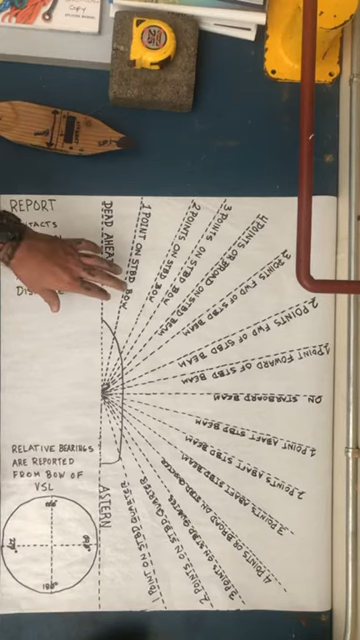 REPORT
DEAD AHEAD
1 POINT ON STBD BOW
2 POINTS ON STBD BOW
3 POINTS ON STBD BOW
4 POINTS OR BROAD ON STBD BOW
3 POINTS FWD OF STBD BEAM
2 POINTS FWD OF STBD BEAM
1 POINT FOWARD OF STBD BEAM
ON STARBOARD BEAM
1 POINT ABAFT STBD BEAM
2 POINTS ABAFT STBD BEAM
3 POINTS ABAFT STBD BEAM
4 POINTS OR BROAD ON STBD QUARTER
3 POINTS ON STBD QUARTER
2 POINTS ON STBD QUARTER
1 POINT ON STBD QUARTER
ASTERN
RELATIVE BEARINGS
ARE REPORTED
FROM BOW OF
VSL
000°
090°
180°
270°
25
Copy